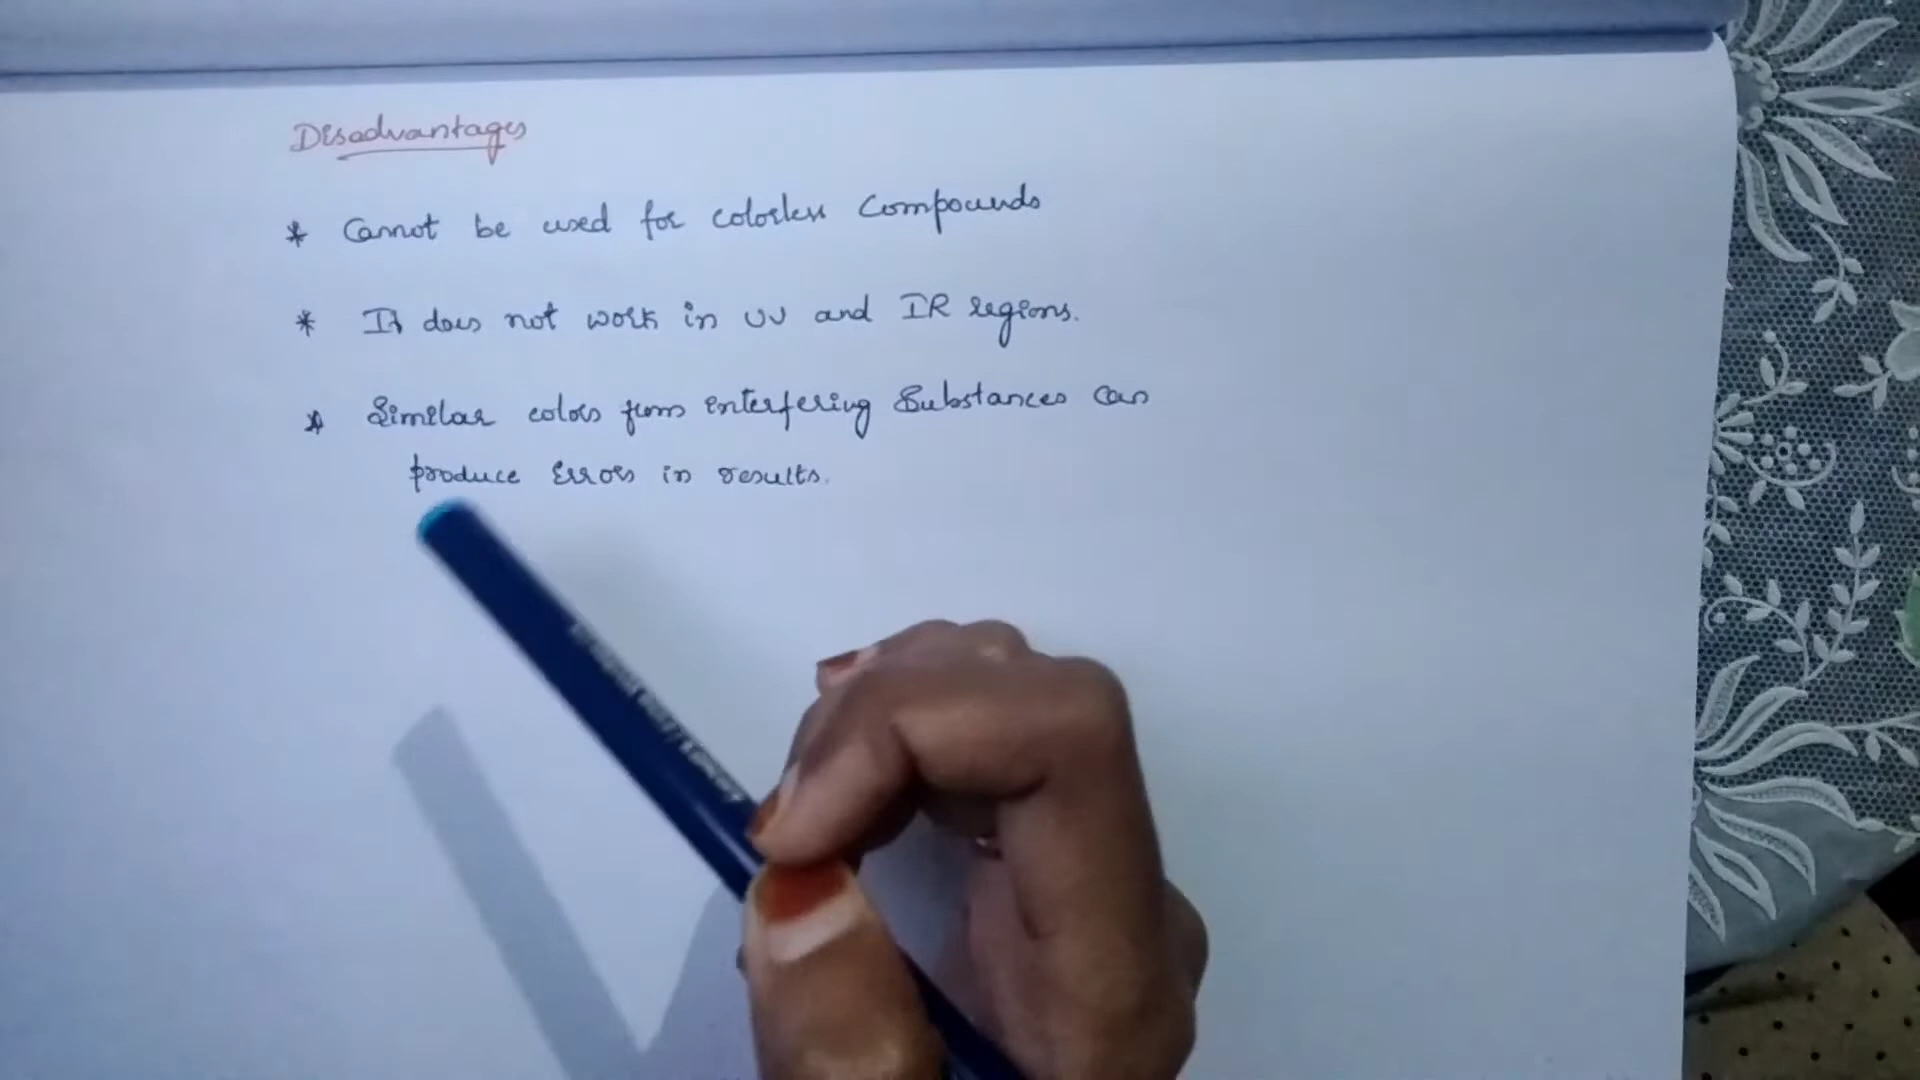 Disadvantages
* Cannot be used for colorless Compounds
* It does not work in UV and IR regions.
* Similar colors from interfering Substances can
produce Errors in results.